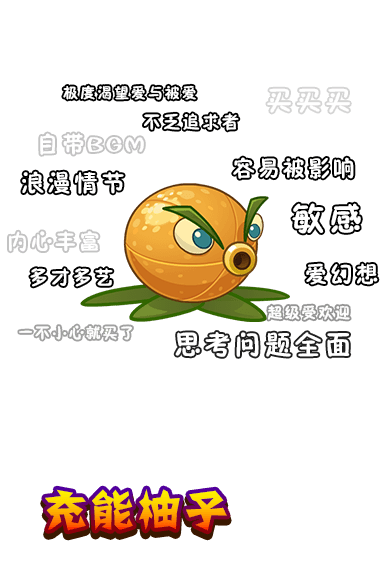 极度渴望爱与被爱
买买买
不乏追求者
自带BGM
容易被影响
浪漫情节
敏感
内心丰富
多才多艺
爱幻想
超级受欢迎
一不小心就买了
思考问题全面
充能柚子